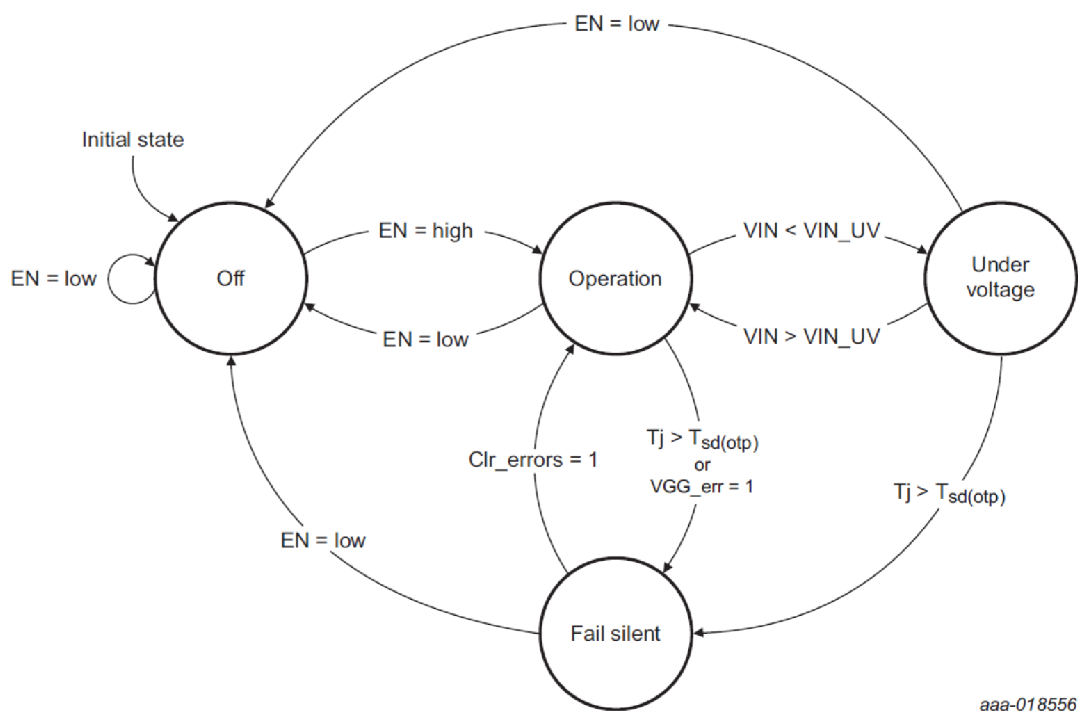 EN = low
Initial state
EN = high
VIN < VIN_UV
EN = low
Off
Operation
Under
voltage
EN = low
VIN > VIN_UV
Clr_errors = 1
Tj > Tsd(otp)
or
VGG_err = 1
Tj > Tsd(otp)
EN = low
Fail silent
aaa-018556